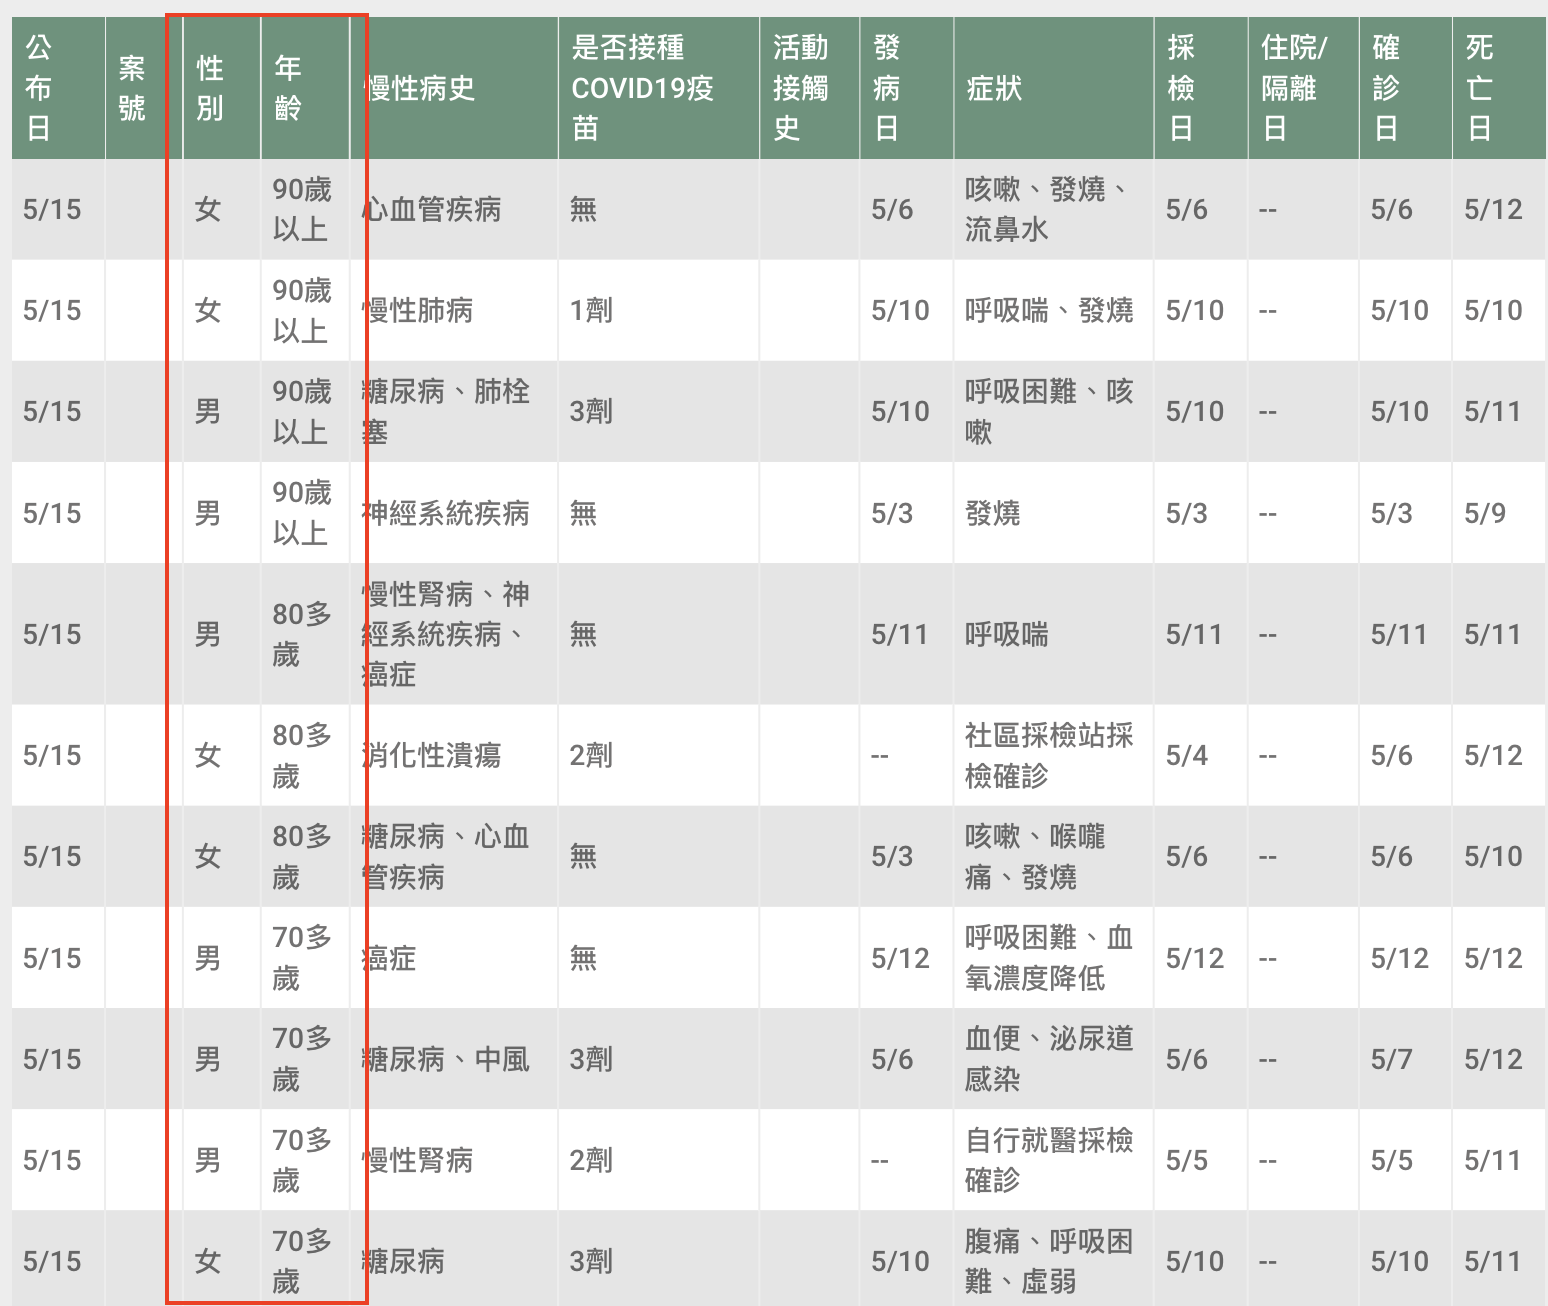 公布日 案號 性別 年齡 慢性病史 是否接種COVID19疫苗 活動接觸史 發病日 症狀 採檢日 住院/隔離日 確診日 死亡日
5/15 女 90歲以上 心血管疾病 無 5/6 咳嗽、發燒、流鼻水 5/6 -- 5/6 5/12
5/15 女 90歲以上 慢性肺病 1劑 5/10 呼吸喘、發燒 5/10 -- 5/10 5/10
5/15 男 90歲以上 糖尿病、肺栓塞 3劑 5/10 呼吸困難、咳嗽 5/10 -- 5/10 5/11
5/15 男 90歲以上 神經系統疾病 無 5/3 發燒 5/3 -- 5/3 5/9
5/15 男 80多歲 慢性腎病、神經系統疾病、癌症 無 5/11 呼吸喘 5/11 -- 5/11 5/11
5/15 女 80多歲 消化性潰瘍 2劑 -- 社區採檢站採檢確診 5/4 -- 5/6 5/12
5/15 女 80多歲 糖尿病、心血管疾病 無 5/3 咳嗽、喉嚨痛、發燒 5/6 -- 5/6 5/10
5/15 男 70多歲 癌症 無 5/12 呼吸困難、血氧濃度降低 5/12 -- 5/12 5/12
5/15 男 70多歲 糖尿病、中風 3劑 5/6 血便、泌尿道感染 5/6 -- 5/7 5/12
5/15 男 70多歲 慢性腎病 2劑 -- 自行就醫採檢確診 5/5 -- 5/5 5/11
5/15 女 70多歲 糖尿病 3劑 5/10 腹痛、呼吸困難、虛弱 5/10 -- 5/10 5/11